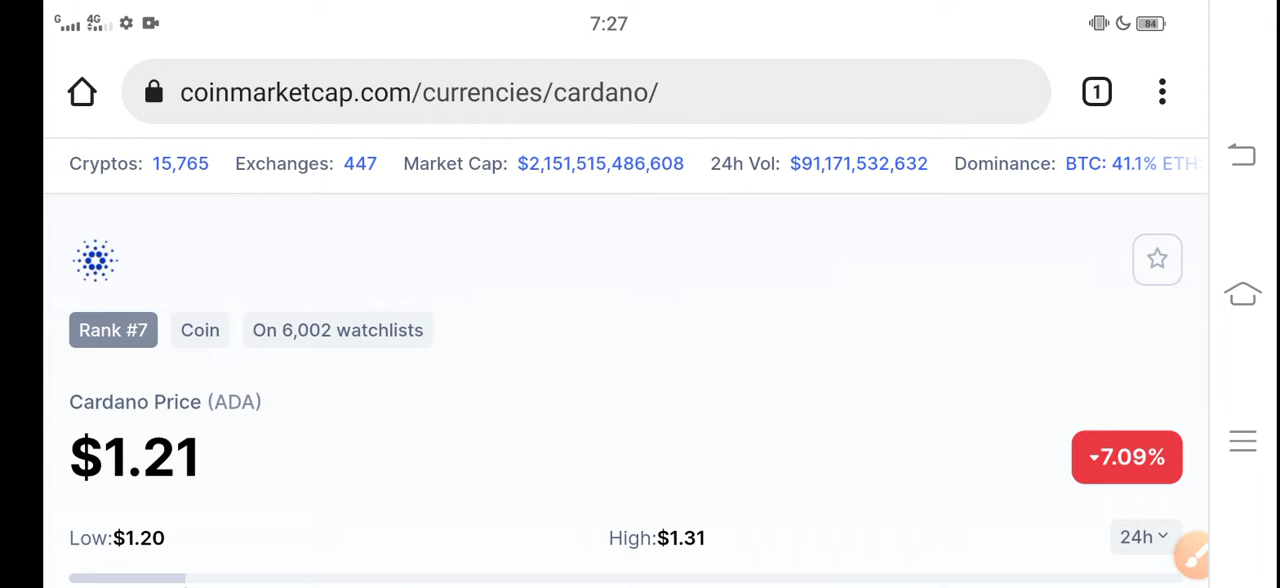 G 4G 7:27 84
coinmarketcap.com/currencies/cardano/ 1
Cryptos: 15,765 Exchanges: 447 Market Cap: $2,151,515,486,608 24h Vol: $91,171,532,632 Dominance: BTC: 41.1% ETH:
Rank #7 Coin On 6,002 watchlists
Cardano Price (ADA)
$1.21 7.09%
Low:$1.20 High:$1.31 24h